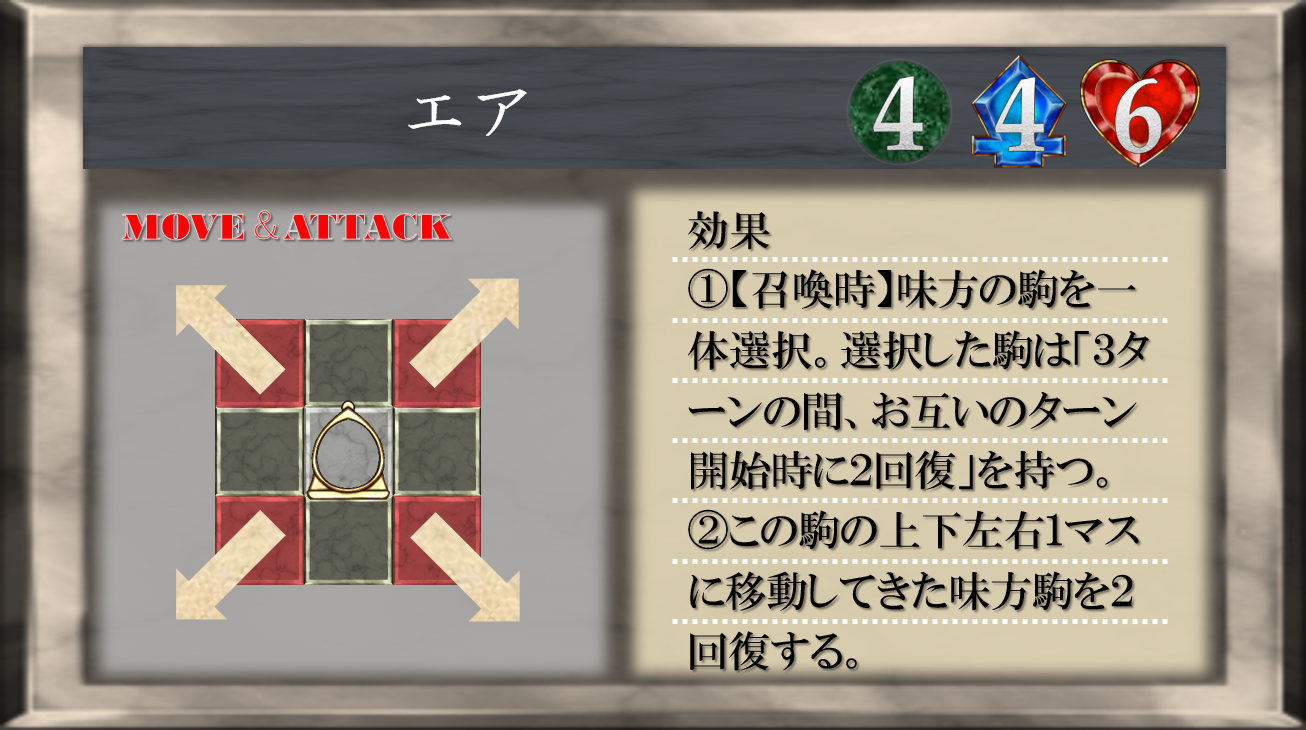 エア
4 4 6
MOVE & ATTACK
効果
①【召喚時】味方の駒を一
体選択。選択した駒は「3タ
ーンの間、お互いのターン
開始時に2回復」を持つ。
②この駒の上下左右1マス
に移動してきた味方駒を2
回復する。